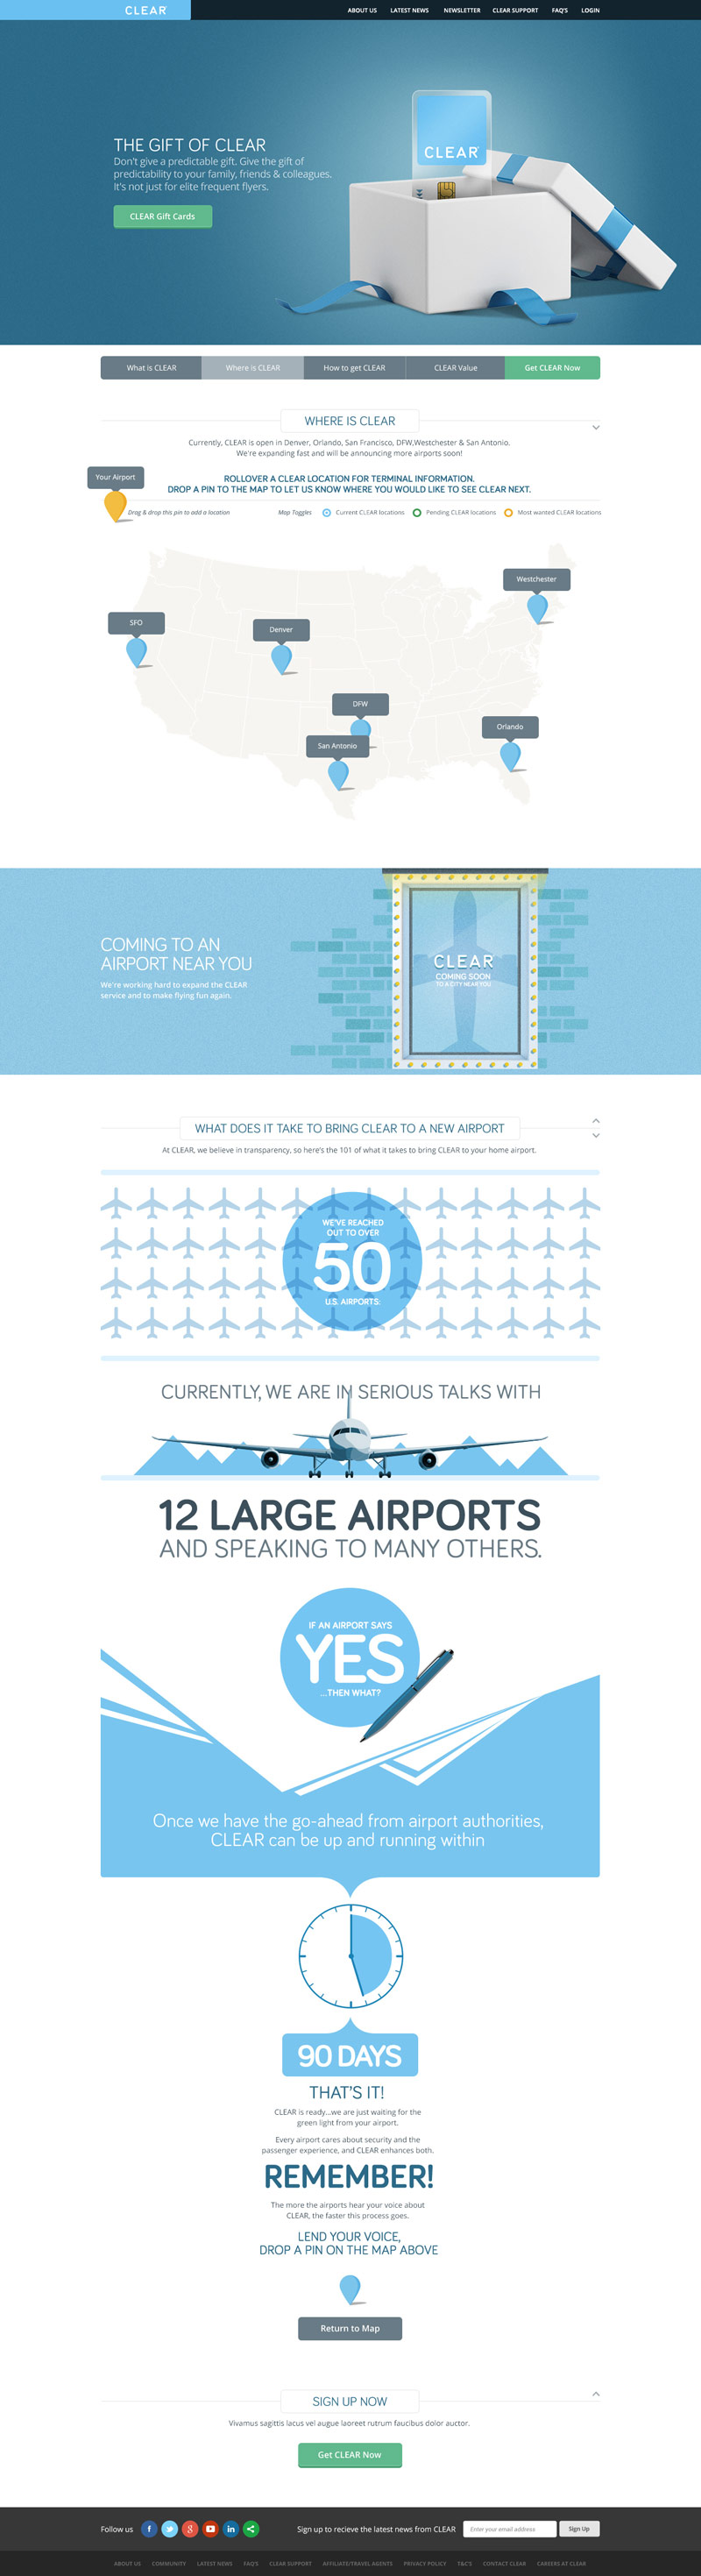 CLEAR
ABOUT US LATEST NEWS NEWSLETTER CLEAR SUPPORT FAQ'S LOGIN
CLEAR
THE GIFT OF CLEAR
Don't give a predictable gift. Give the gift of
predictability to your family, friends & colleagues.
It's not just for elite frequent flyers.
CLEAR Gift Cards
What is CLEAR Where is CLEAR How to get CLEAR CLEAR Value Get CLEAR Now
WHERE IS CLEAR
Currently, CLEAR is open in Denver, Orlando, San Francisco, DFW,Westchester & San Antonio.
We're expanding fast and will be announcing more airports soon!
Your Airport
ROLLOVER A CLEAR LOCATION FOR TERMINAL INFORMATION.
DROP A PIN TO THE MAP TO LET US KNOW WHERE YOU WOULD LIKE TO SEE CLEAR NEXT.
Drag & drop this pin to add a location Map Toggles Current CLEAR locations Pending CLEAR locations Most wanted CLEAR locations
Westchester
SFO
Denver
DFW
Orlando
San Antonio
COMING TO AN
AIRPORT NEAR YOU
We're working hard to expand the CLEAR
service and to make flying fun again.
CLEAR
COMING SOON
TO A CITY NEAR YOU
WHAT DOES IT TAKE TO BRING CLEAR TO A NEW AIRPORT
At CLEAR, we believe in transparency, so here's the 101 of what it takes to bring CLEAR to your home airport.
WE'VE REACHED
OUT TO OVER
50
U.S. AIRPORTS:
CURRENTLY, WE ARE IN SERIOUS TALKS WITH
12 LARGE AIRPORTS
AND SPEAKING TO MANY OTHERS.
IF AN AIRPORT SAYS
YES
...THEN WHAT?
Once we have the go-ahead from airport authorities,
CLEAR can be up and running within
90 DAYS
THAT'S IT!
CLEAR is ready...we are just waiting for the
green light from your airport.
Every airport cares about security and the
passenger experience, and CLEAR enhances both.
REMEMBER!
The more the airports hear your voice about
CLEAR, the faster this process goes.
LEND YOUR VOICE,
DROP A PIN ON THE MAP ABOVE
Return to Map
SIGN UP NOW
Vivamus sagittis lacus vel augue laoreet rutrum faucibus dolor auctor.
Get CLEAR Now
Follow us Sign up to recieve the latest news from CLEAR Enter your email address Sign Up
ABOUT US COMMUNITY LATEST NEWS FAQ'S CLEAR SUPPORT AFFILIATE/TRAVEL AGENTS PRIVACY POLICY T&C'S CONTACT CLEAR CAREERS AT CLEAR